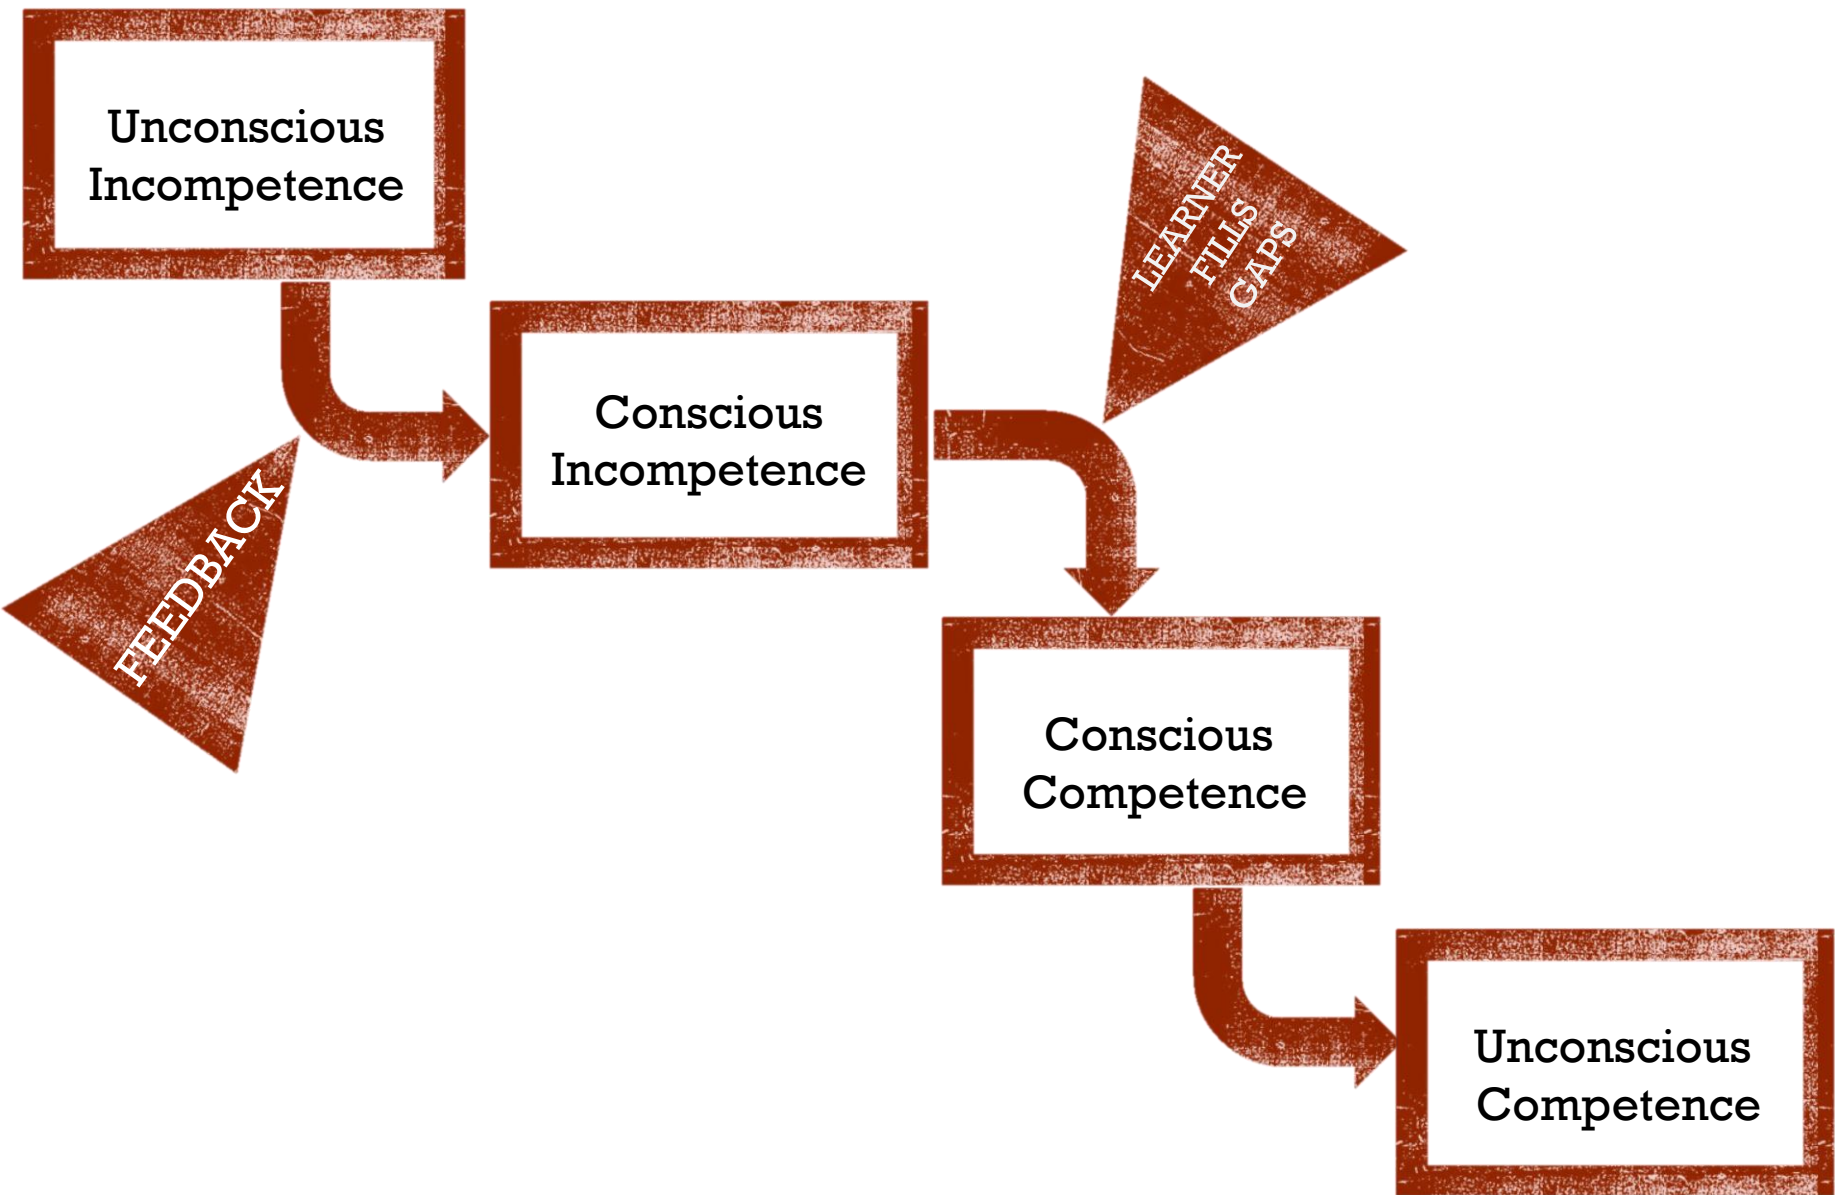 Unconscious
Incompetence
FEEDBACK
Conscious
Incompetence
LEARNER
FILLS
GAPS
Conscious
Competence
Unconscious
Competence